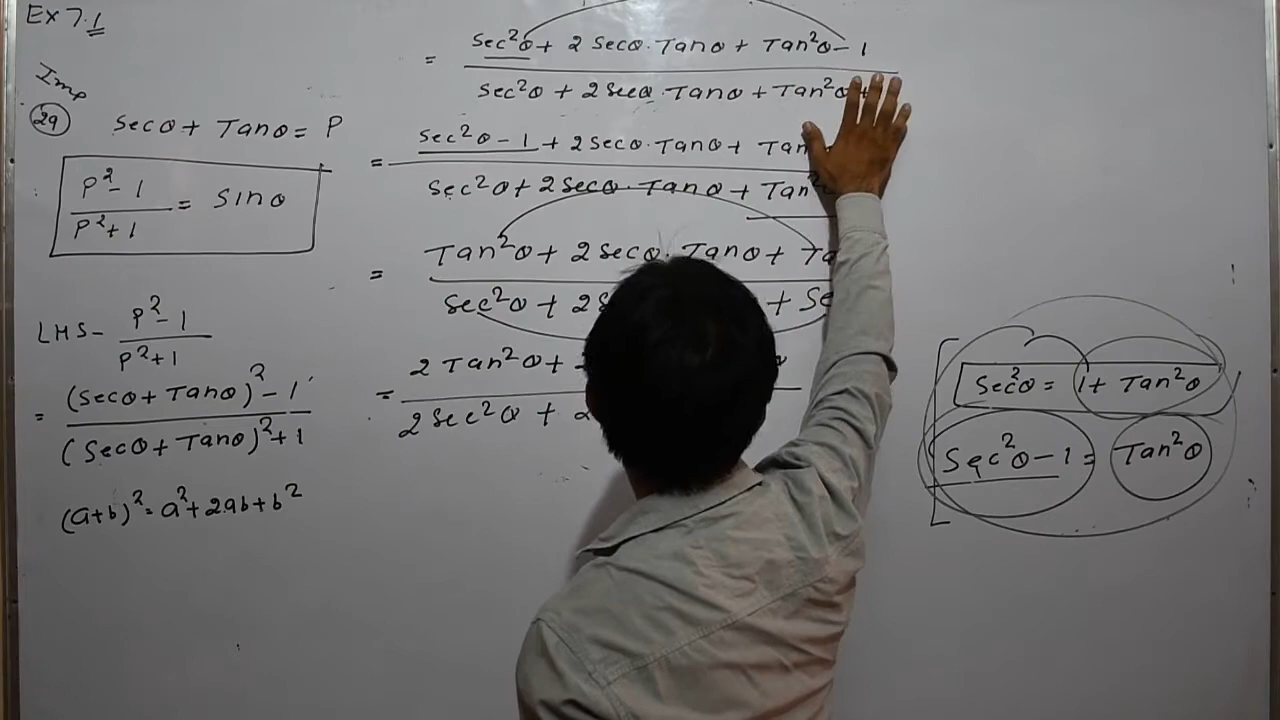 Ex 7.1
Imp
29 Secθ + Tanθ = P
P²-1 / P²+1 = Sinθ
LHS - P²-1 / P²+1
= (Secθ + Tanθ)² - 1 / (Secθ + Tanθ)² + 1
(a+b)² = a² + 2ab + b²
= Sec²θ + 2 Secθ. Tanθ + Tan²θ - 1
Sec²θ + 2 Secθ. Tanθ + Tan²θ +
= Sec²θ - 1 + 2 Secθ. Tanθ + Tan
Sec²θ + 2 Secθ. Tanθ + Tan²
= Tan²θ + 2 Secθ. Tanθ + Ta
Sec²θ + 2 S + Se
= 2 Tan²θ +
2 Sec²θ +
Sec²θ = 1 + Tan²θ
Sec²θ - 1 = Tan²θ